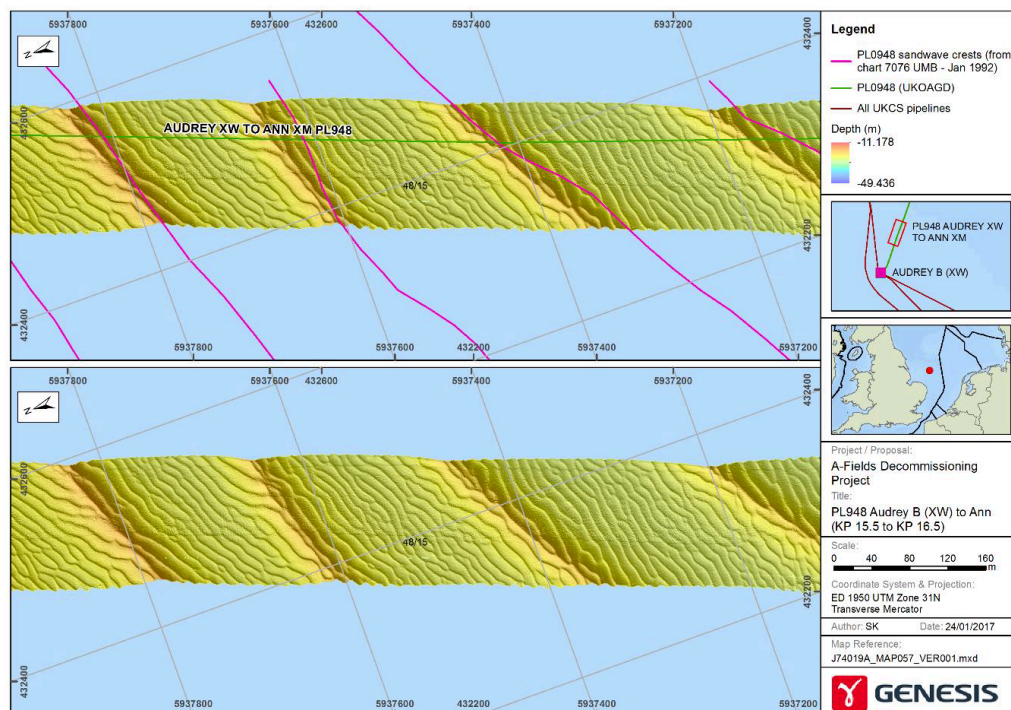 5937800
5937600
432600
5937400
5937200
432400
432600
AUDREY XW TO ANN XM PL948
48/15
432400
432200
5937800
5937600
432200
5937400
5937200
N
5937800
5937600
432600
5937400
5937200
432400
432600
48/15
432400
432200
5937800
5937600
432200
5937400
5937200
N
Legend
PL0948 sandwave crests (from
chart 7076 UMB - Jan 1992)
PL0948 (UKOAGD)
All UKCS pipelines
Depth (m)
-11.178
-49.436
PL948 AUDREY XW
TO ANN XM
AUDREY B (XW)
Project / Proposal:
A-Fields Decommissioning
Project
Title:
PL948 Audrey B (XW) to Ann
(KP 15.5 to KP 16.5)
Scale:
0 40 80 120 160
m
Coordinate System & Projection:
ED 1950 UTM Zone 31N
Transverse Mercator
Author: SK Date: 24/01/2017
Map Reference:
J74019A_MAP057_VER001.mxd
GENESIS